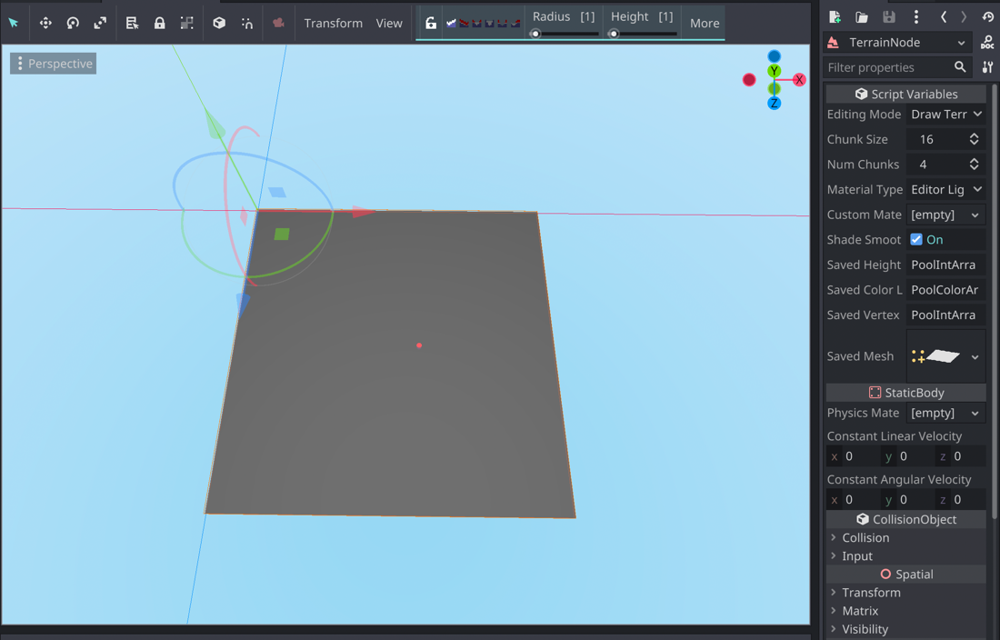 Transform View Radius [1] Height [1] More
Perspective
Y
X
Z
TerrainNode
DOC
Filter properties
Script Variables
Editing Mode Draw Terr
Chunk Size 16
Num Chunks 4
Material Type Editor Lig
Custom Mate [empty]
Shade Smoot On
Saved Height PoolIntArra
Saved Color L PoolColorAr
Saved Vertex PoolIntArra
Saved Mesh
StaticBody
Physics Mate [empty]
Constant Linear Velocity
x 0 y 0 z 0
Constant Angular Velocity
x 0 y 0 z 0
CollisionObject
Collision
Input
Spatial
Transform
Matrix
Visibility